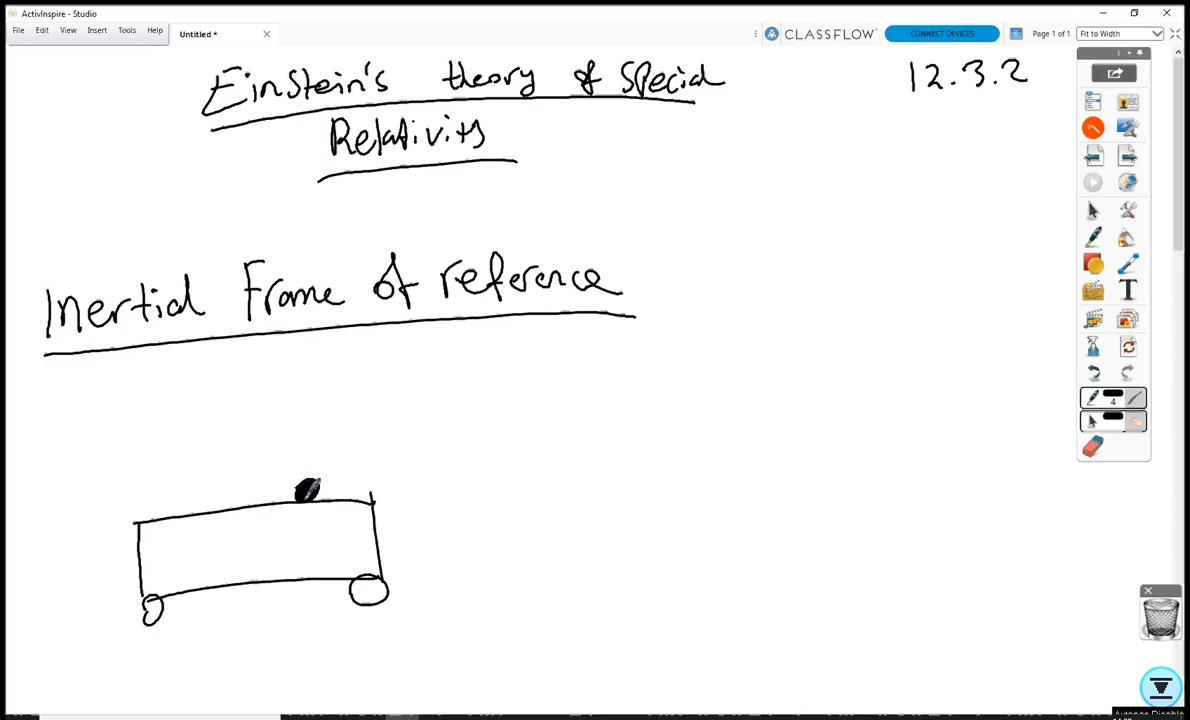 ActivInspire - Studio
File Edit View Insert Tools Help
Untitled *
CLASSFLOW
CONNECT DEVICES
Page 1 of 1
Fit to Width
Einstein's theory of special
12.3.2
Relativity
Inertial Frame of reference
T
4